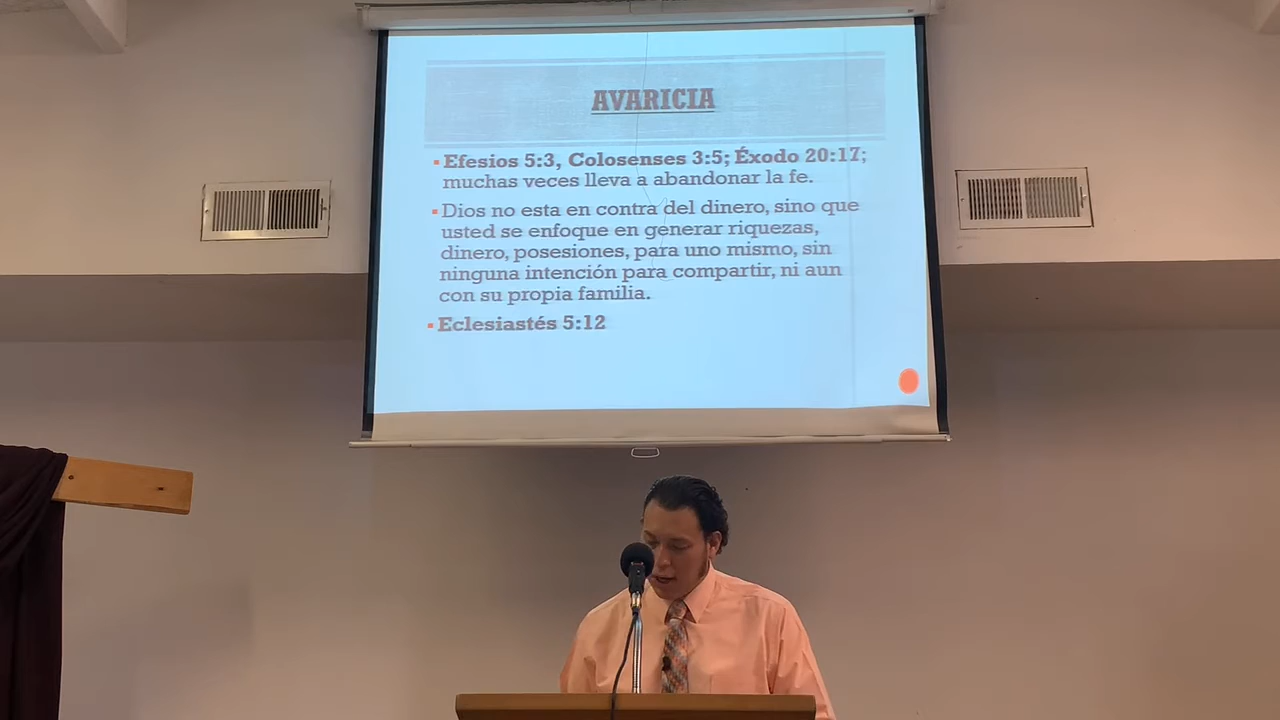 AVARICIA
▪Efesios 5:3, Colosenses 3:5; Éxodo 20:17;
muchas veces lleva a abandonar la fe.
▪Dios no esta en contra del dinero, sino que
usted se enfoque en generar riquezas,
dinero, posesiones, para uno mismo, sin
ninguna intención para compartir, ni aun
con su propia familia.
▪Eclesiastés 5:12